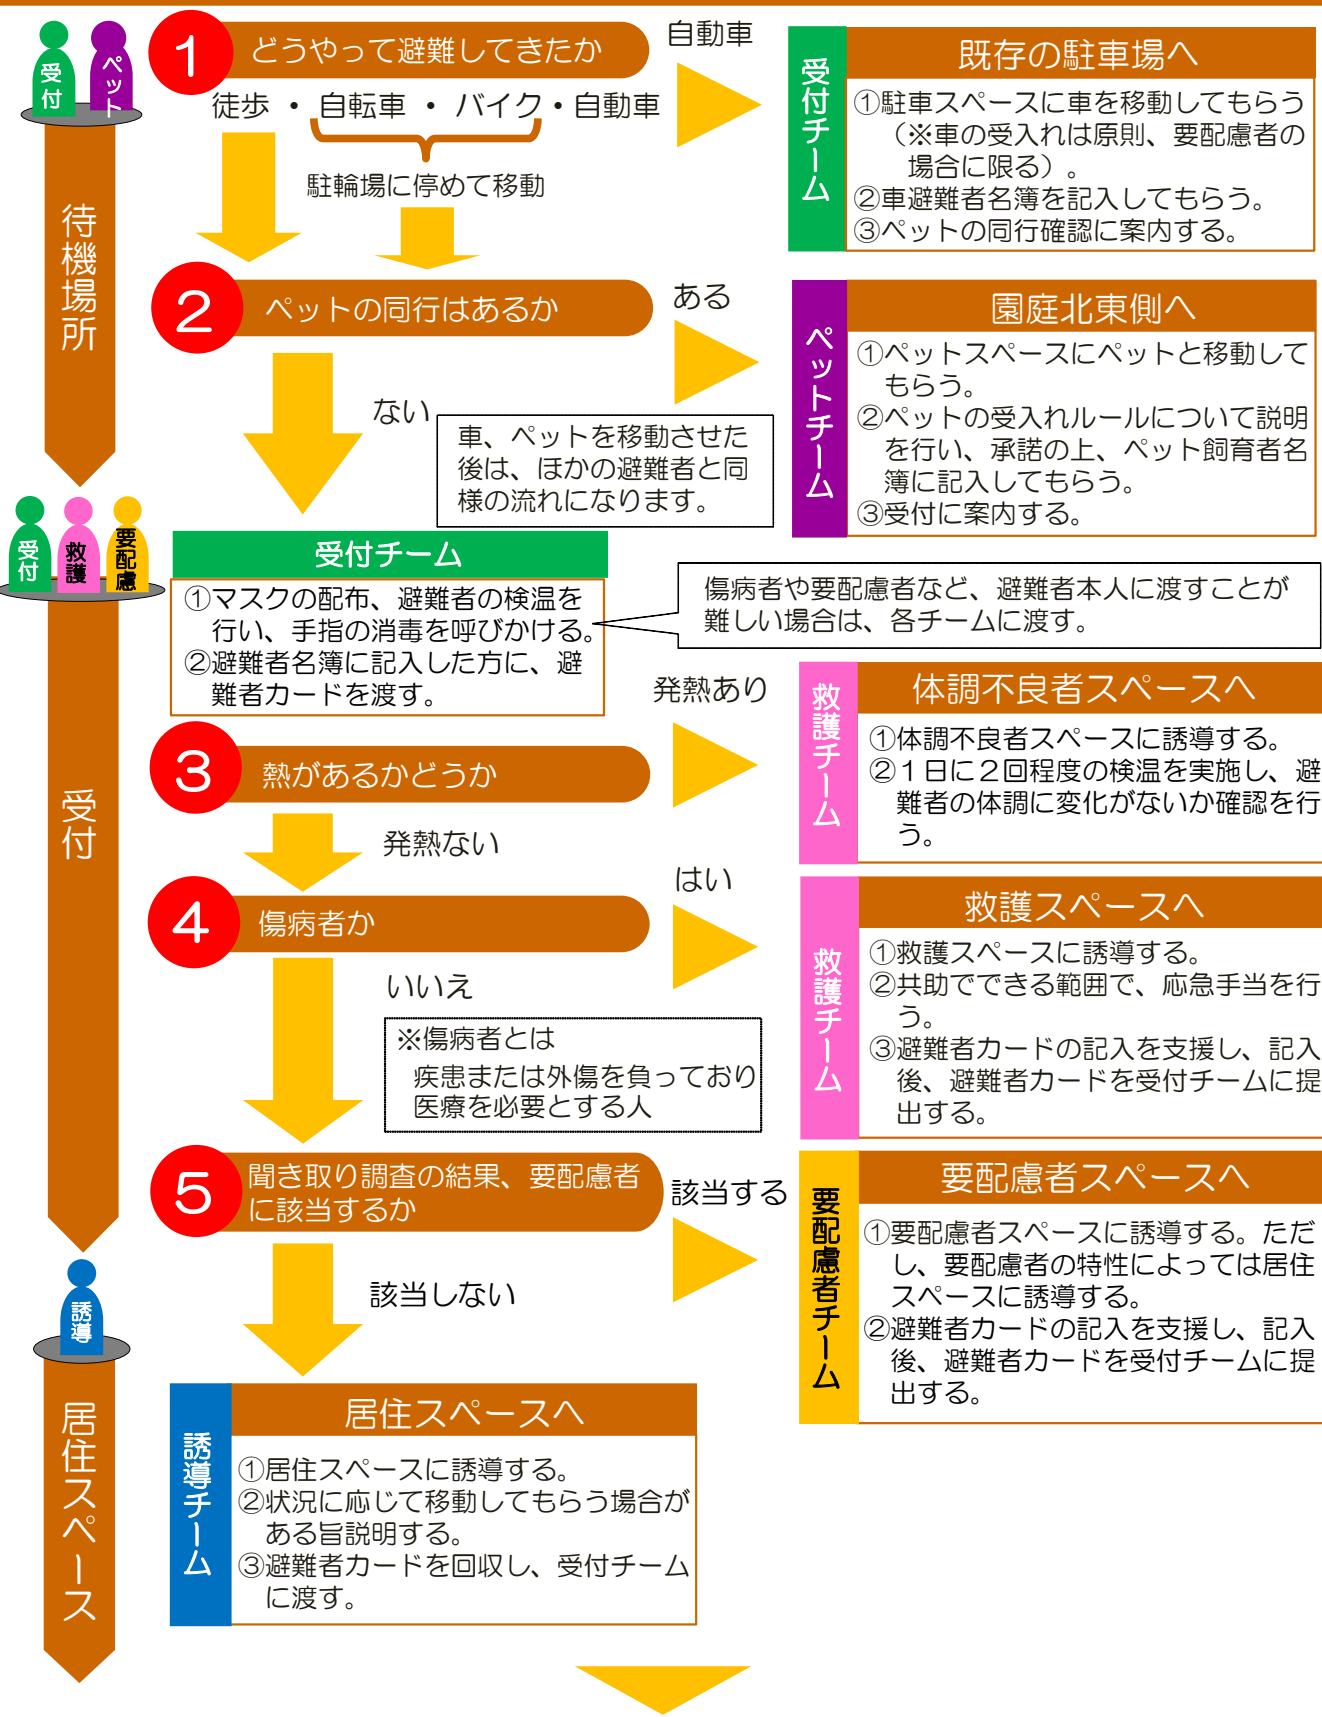 受付
ペット
待機場所
1
どうやって避難してきたか
自動車
徒歩 ・ 自転車 ・ バイク・自動車
駐輪場に停めて移動
受付チーム
既存の駐車場へ
①駐車スペースに車を移動してもらう
（※車の受入れは原則、要配慮者の
場合に限る）。
②車避難者名簿を記入してもらう。
③ペットの同行確認に案内する。
2
ペットの同行はあるか
ある
ない
車、ペットを移動させた
後は、ほかの避難者と同
様の流れになります。
ペットチーム
園庭北東側へ
①ペットスペースにペットと移動して
もらう。
②ペットの受入れルールについて説明
を行い、承諾の上、ペット飼育者名
簿に記入してもらう。
③受付に案内する。
受付
救護
要配慮
受付
受付チーム
①マスクの配布、避難者の検温を
行い、手指の消毒を呼びかける。
②避難者名簿に記入した方に、避
難者カードを渡す。
傷病者や要配慮者など、避難者本人に渡すことが
難しい場合は、各チームに渡す。
3
熱があるかどうか
発熱あり
発熱ない
救護チーム
体調不良者スペースへ
①体調不良者スペースに誘導する。
②１日に２回程度の検温を実施し、避
難者の体調に変化がないか確認を行
う。
4
傷病者か
はい
いいえ
※傷病者とは
疾患または外傷を負っており
医療を必要とする人
救護チーム
救護スペースへ
①救護スペースに誘導する。
②共助でできる範囲で、応急手当を行
う。
③避難者カードの記入を支援し、記入
後、避難者カードを受付チームに提
出する。
5
聞き取り調査の結果、要配慮者
に該当するか
該当する
該当しない
要配慮者チーム
要配慮者スペースへ
①要配慮者スペースに誘導する。ただ
し、要配慮者の特性によっては居住
スペースに誘導する。
②避難者カードの記入を支援し、記入
後、避難者カードを受付チームに提
出する。
誘導
居住スペース
誘導チーム
居住スペースへ
①居住スペースに誘導する。
②状況に応じて移動してもらう場合が
ある旨説明する。
③避難者カードを回収し、受付チーム
に渡す。